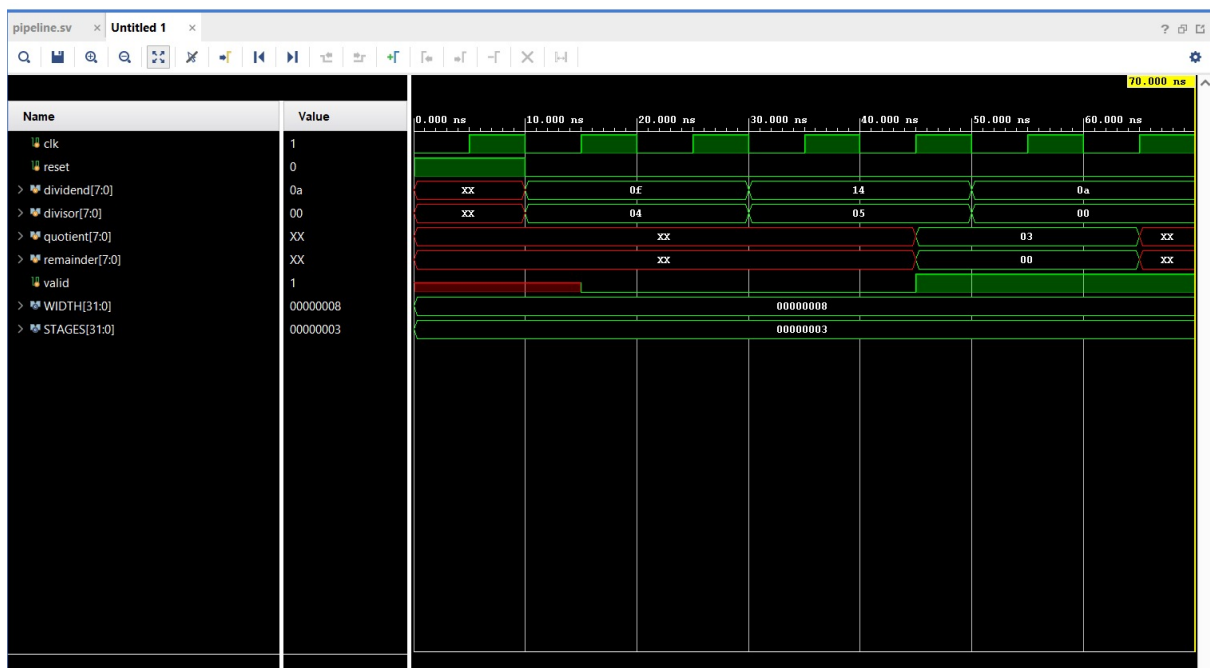 pipeline.sv × Untitled 1 × ?
70.000 ns
Name Value 0.000 ns 10.000 ns 20.000 ns 30.000 ns 40.000 ns 50.000 ns 60.000 ns
clk 1
reset 0
dividend[7:0] 0a XX 0f 14 0a
divisor[7:0] 00 XX 04 05 00
quotient[7:0] XX XX 03 XX
remainder[7:0] XX XX 00 XX
valid 1
WIDTH[31:0] 00000008 00000008
STAGES[31:0] 00000003 00000003